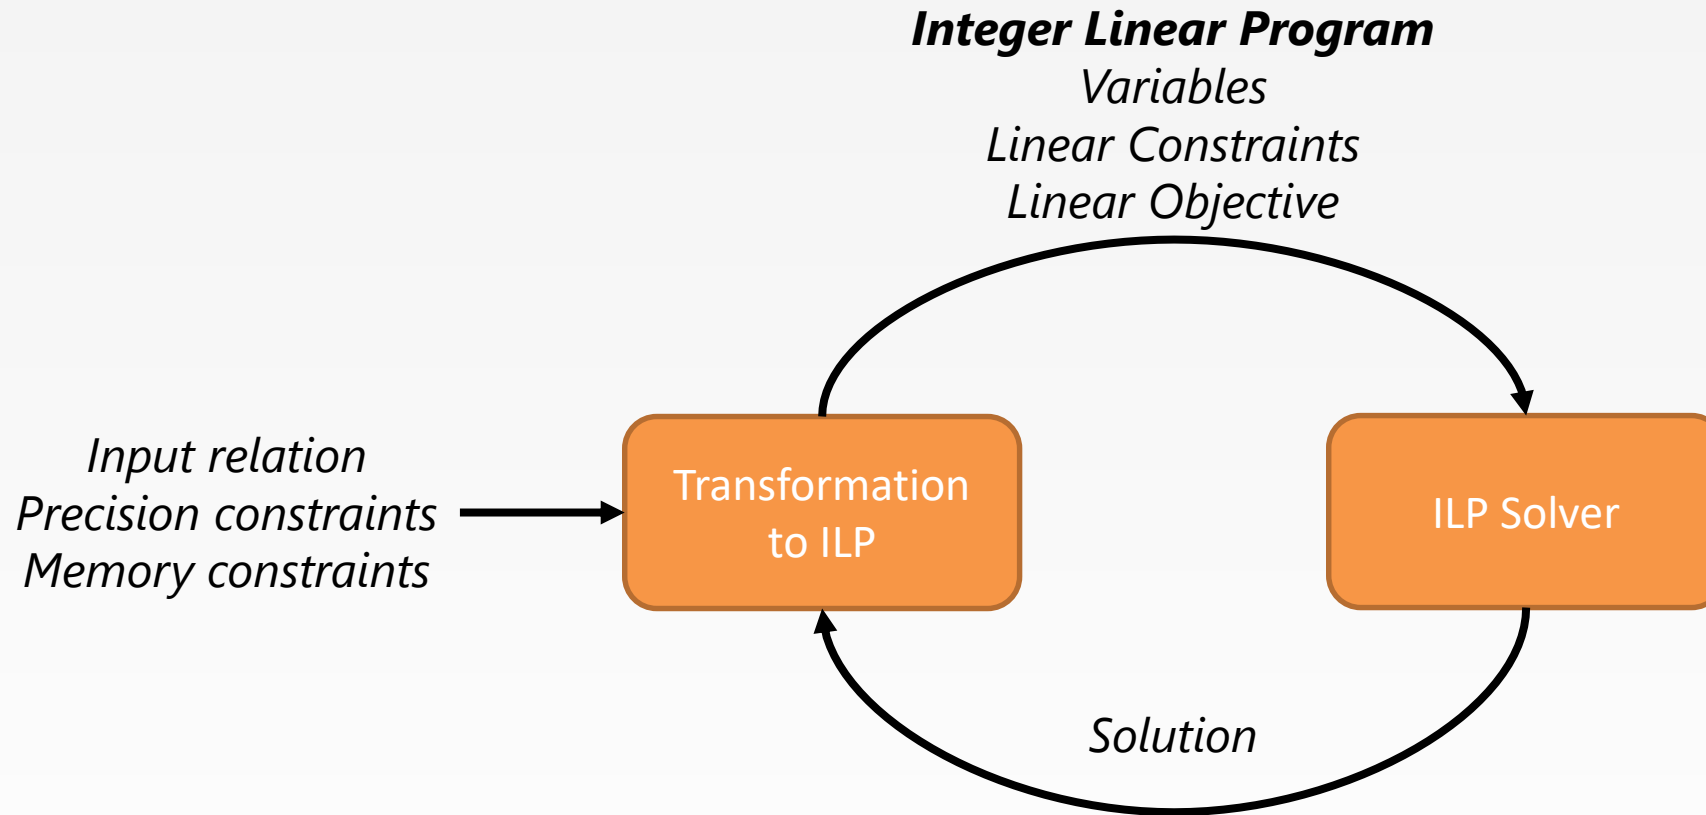 Integer Linear Program
Variables
Linear Constraints
Linear Objective
Input relation
Precision constraints
Memory constraints
Transformation
to ILP
ILP Solver
Solution